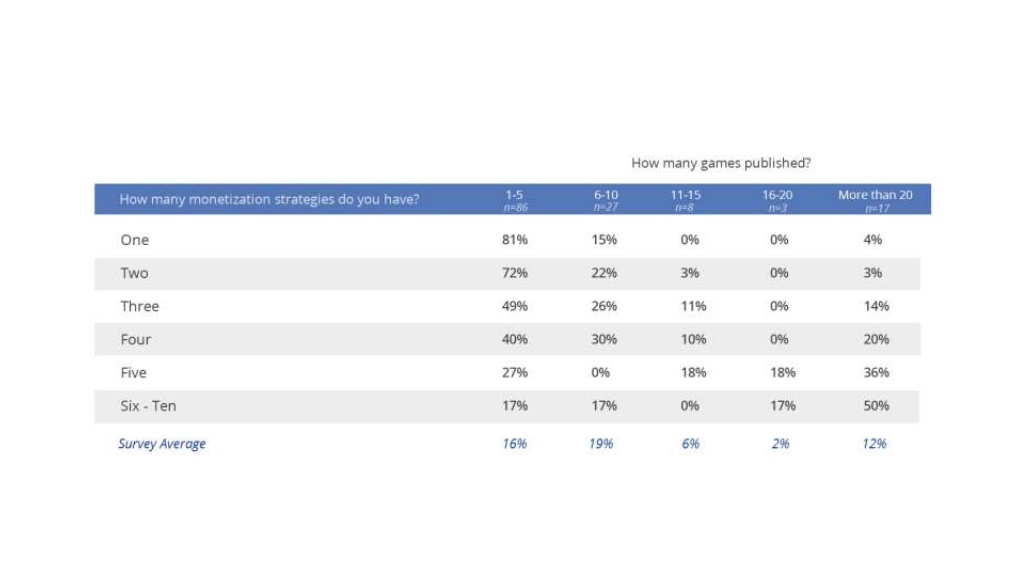 How many games published?
How many monetization strategies do you have? 1-5 6-10 11-15 16-20 More than 20
n=86 n=27 n=8 n=3 n=17
One 81% 15% 0% 0% 4%
Two 72% 22% 3% 0% 3%
Three 49% 26% 11% 0% 14%
Four 40% 30% 10% 0% 20%
Five 27% 0% 18% 18% 36%
Six - Ten 17% 17% 0% 17% 50%
Survey Average 16% 19% 6% 2% 12%